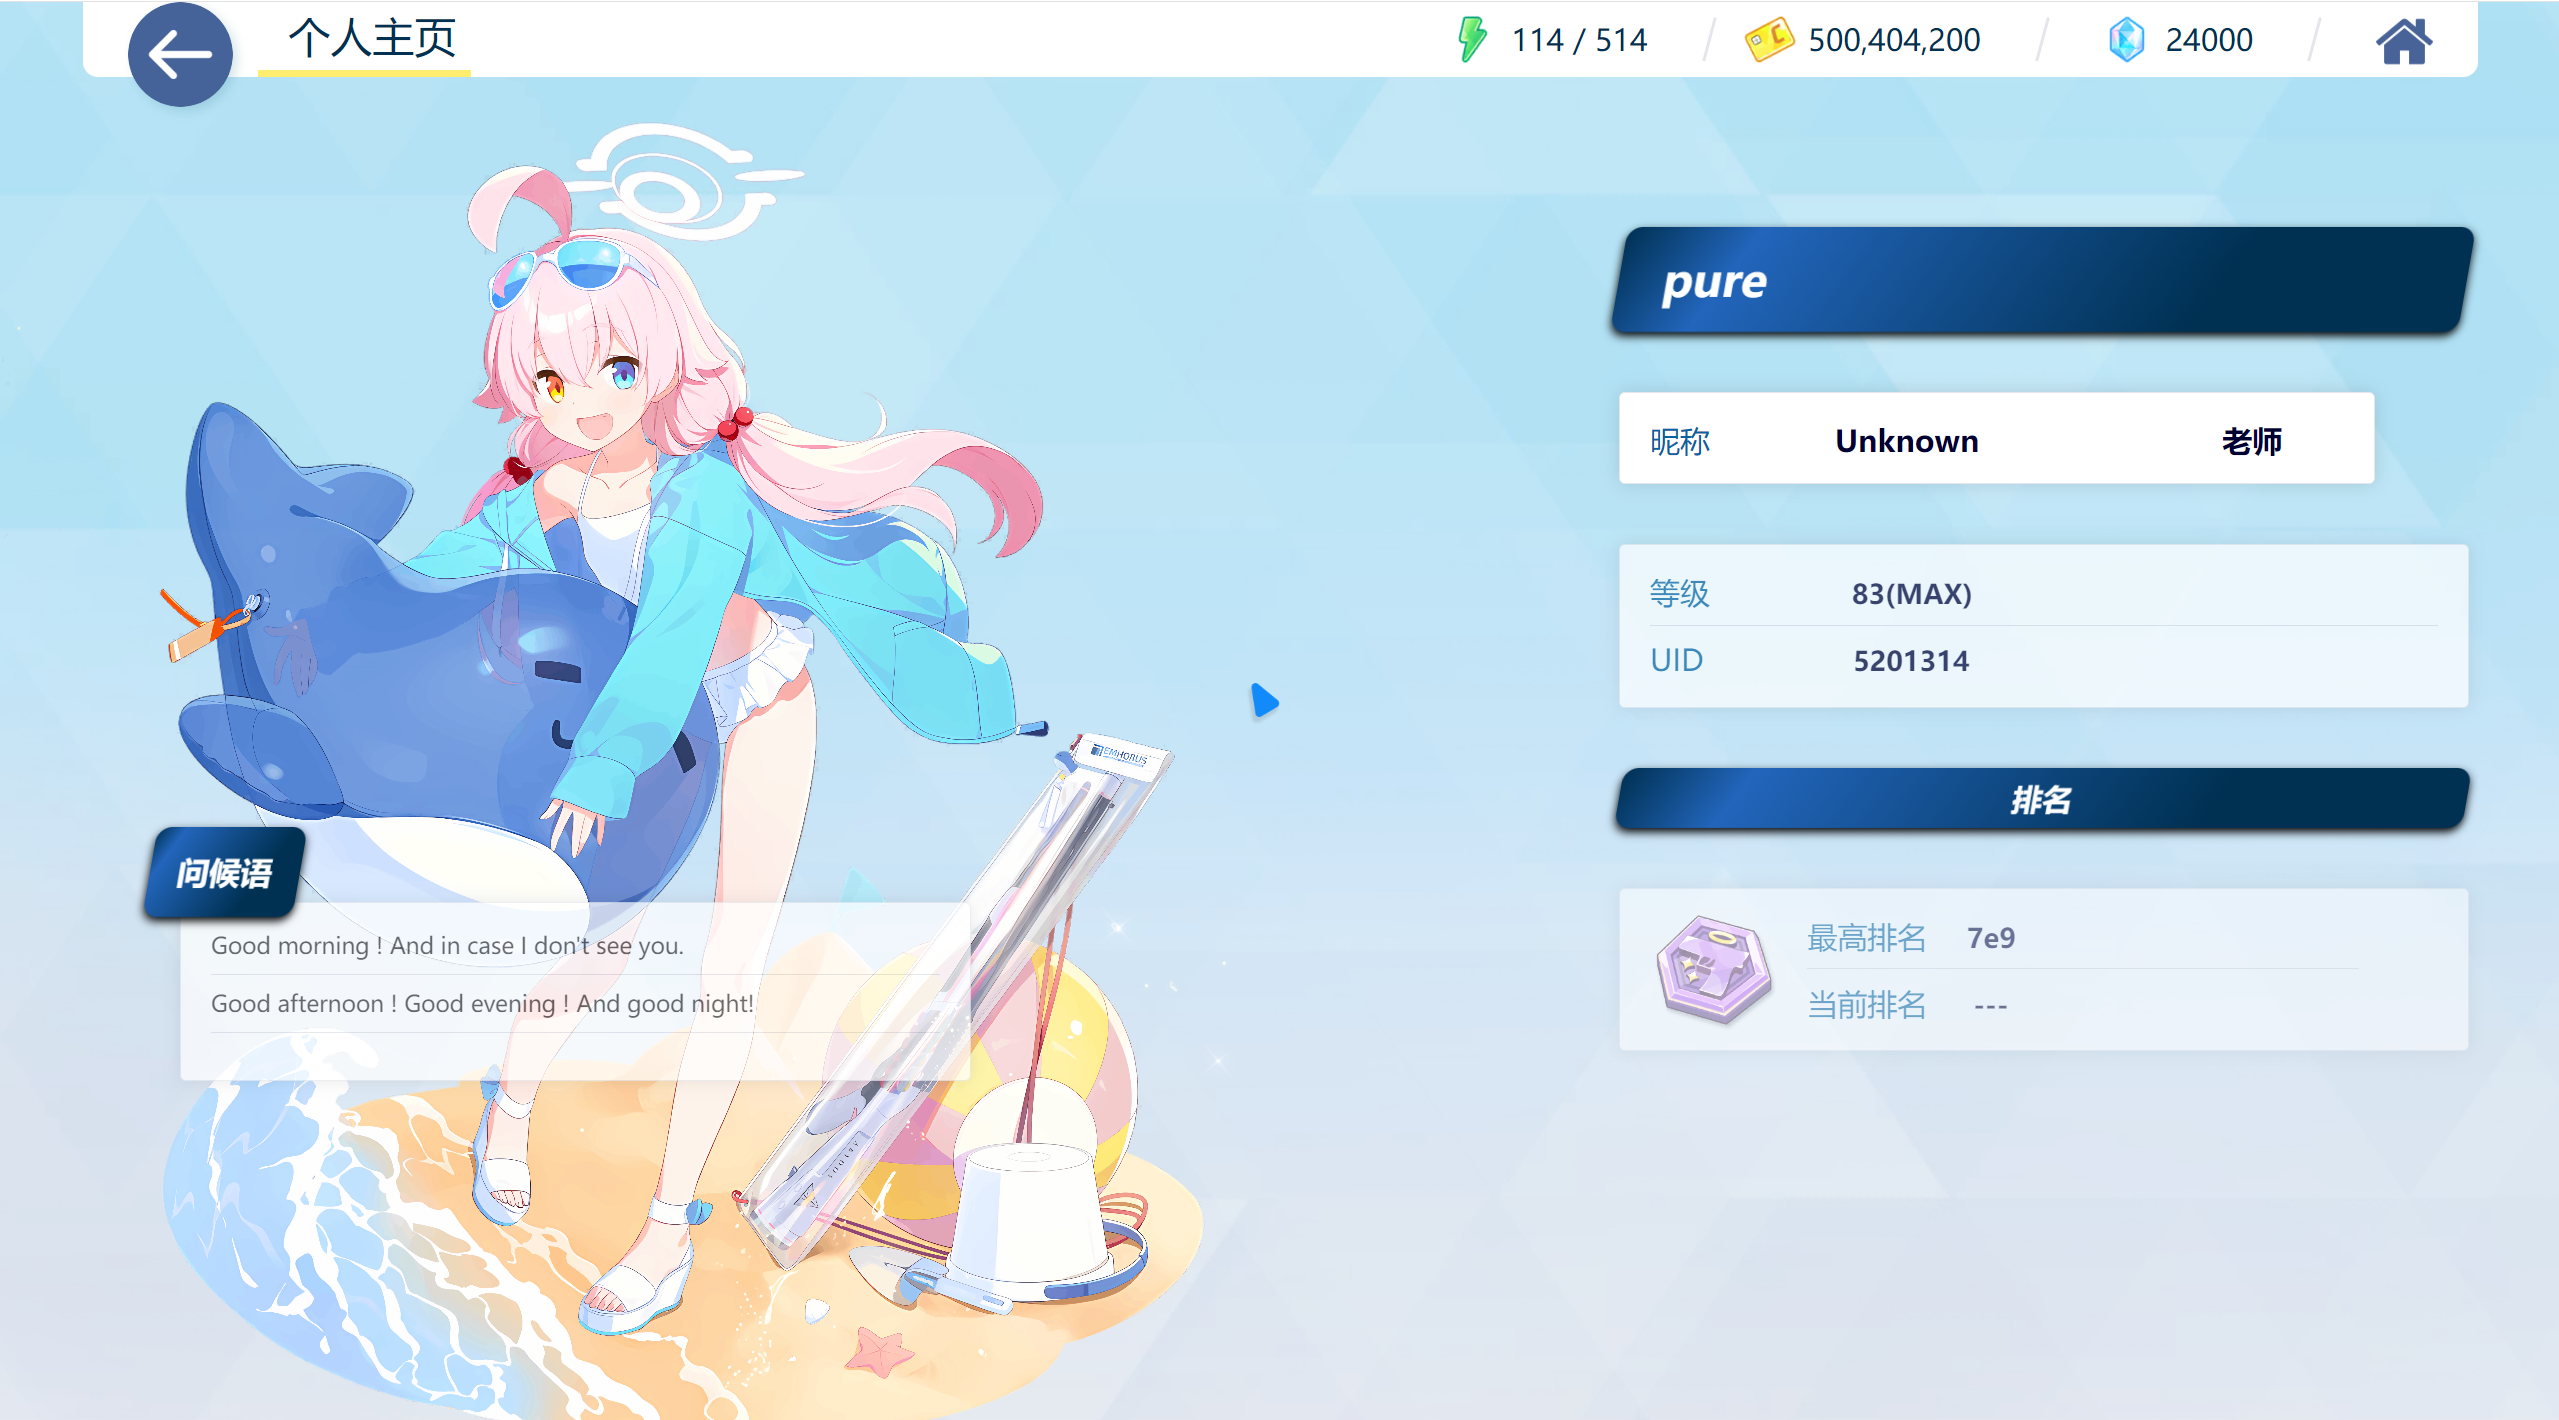 个人主页
114 / 514
500,404,200
24000
pure
昵称 Unknown 老师
等级 83(MAX)
UID 5201314
排名
最高排名 7e9
当前排名 ---
问候语
Good morning ! And in case I don't see you.
Good afternoon ! Good evening ! And good night!
EMHORUS